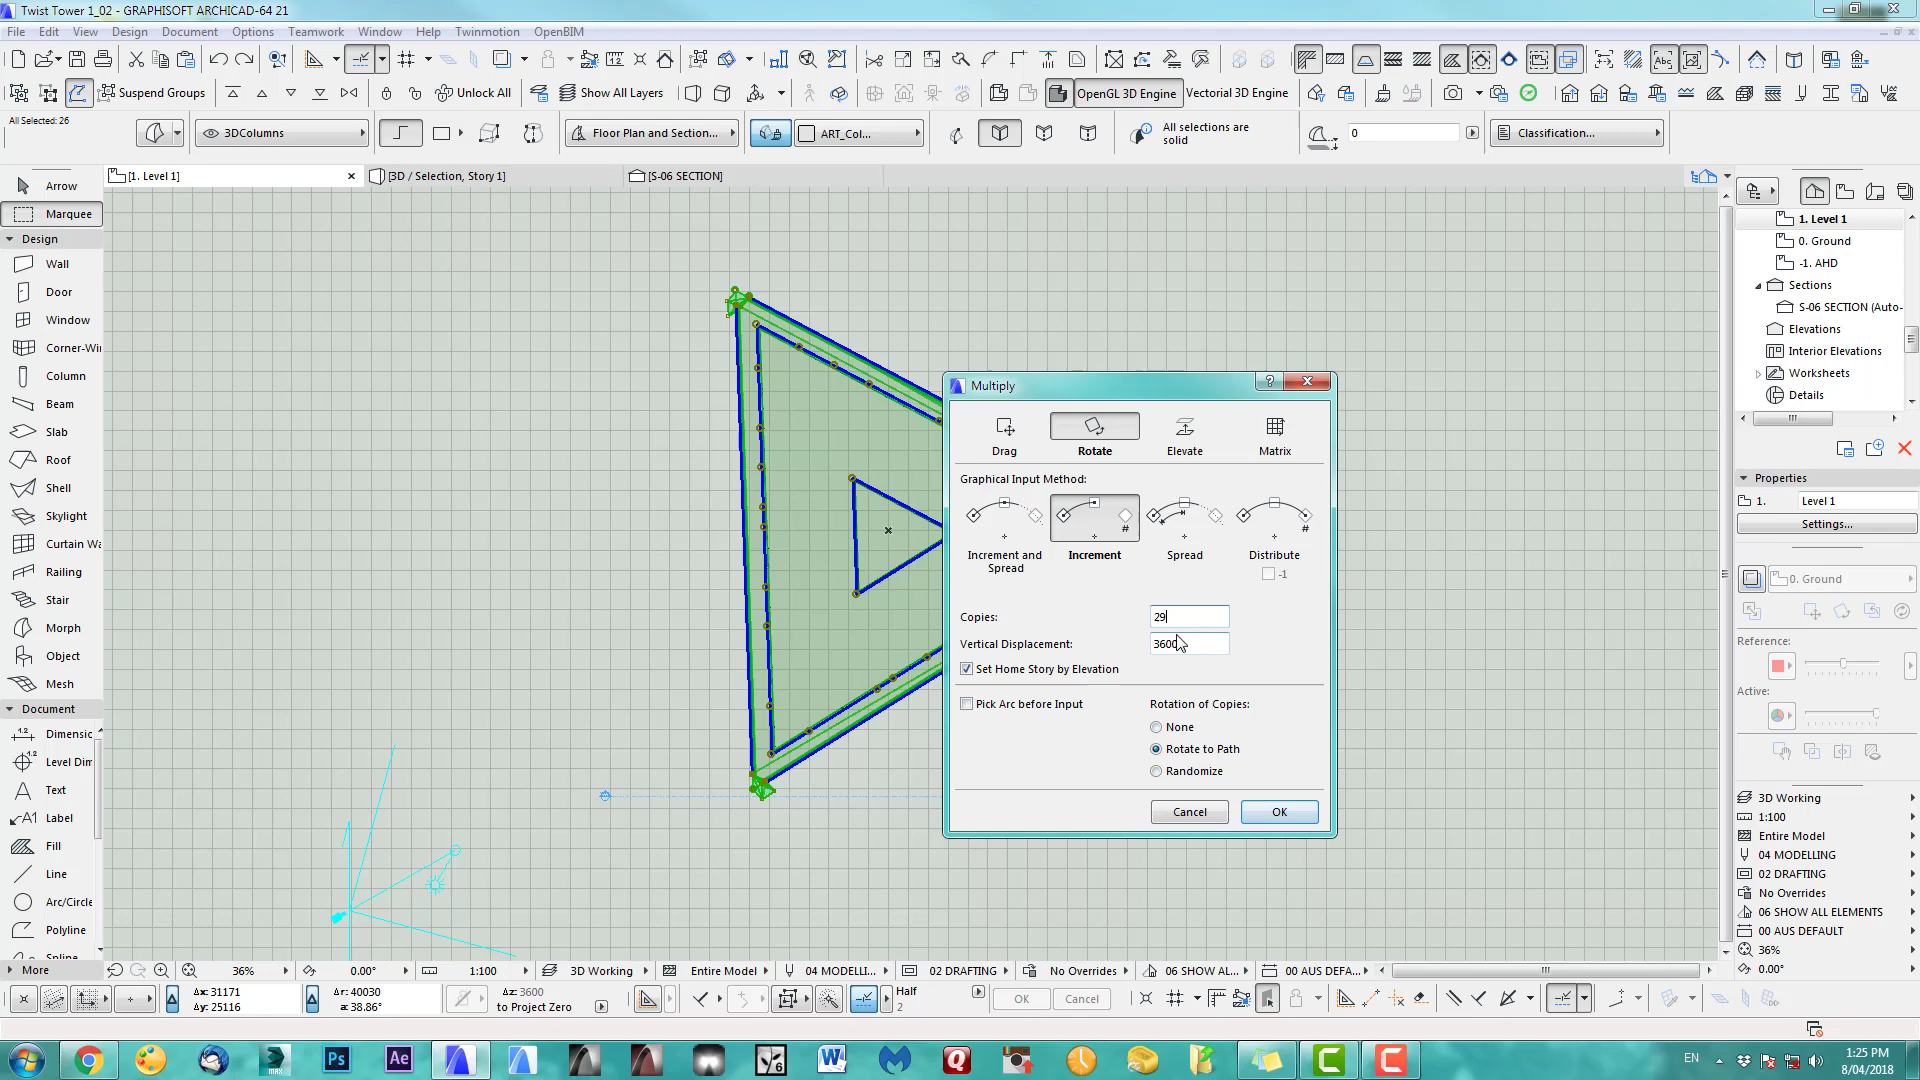 Twist Tower 1_02 - GRAPHISOFT ARCHICAD-64 21
File Edit View Design Document Options Teamwork Window Help Twinmotion OpenBIM
Suspend Groups Unlock All Show All Layers OpenGL 3D Engine Vectorial 3D Engine
All Selected: 26
3DColumns Floor Plan and Section... ART_Col... All selections are solid 0 Classification...
[1. Level 1] [3D / Selection, Story 1] [S-06 SECTION]
Arrow
Marquee
Design
Wall
Door
Window
Corner-Wi
Column
Beam
Slab
Roof
Shell
Skylight
Curtain Wa
Railing
Stair
Morph
Object
Mesh
Document
Dimensic
Level Dim
Text
Label
Fill
Line
Arc/Circle
Polyline
More
Multiply
Drag Rotate Elevate Matrix
Graphical Input Method:
Increment and Spread Increment Spread Distribute
-1
Copies: 29
Vertical Displacement: 3600
Set Home Story by Elevation
Pick Arc before Input Rotation of Copies:
None
Rotate to Path
Randomize
Cancel OK
1. Level 1
0. Ground
-1. AHD
Sections
S-06 SECTION (Auto-
Elevations
Interior Elevations
Worksheets
Details
Properties
1. Level 1
Settings...
0. Ground
Reference:
Active:
3D Working
1:100
Entire Model
04 MODELLING
02 DRAFTING
No Overrides
06 SHOW ALL ELEMENTS
00 AUS DEFAULT
36%
0.00°
36% 0.00° 1:100 3D Working Entire Model 04 MODELLI... 02 DRAFTING No Overrides 06 SHOW AL... 00 AUS DEFA...
Δx: 31171 Δr: 40030 Δz: 3600 Half OK Cancel
Δy: 25116 a: 38.86° to Project Zero 2
EN 1:25 PM
8/04/2018